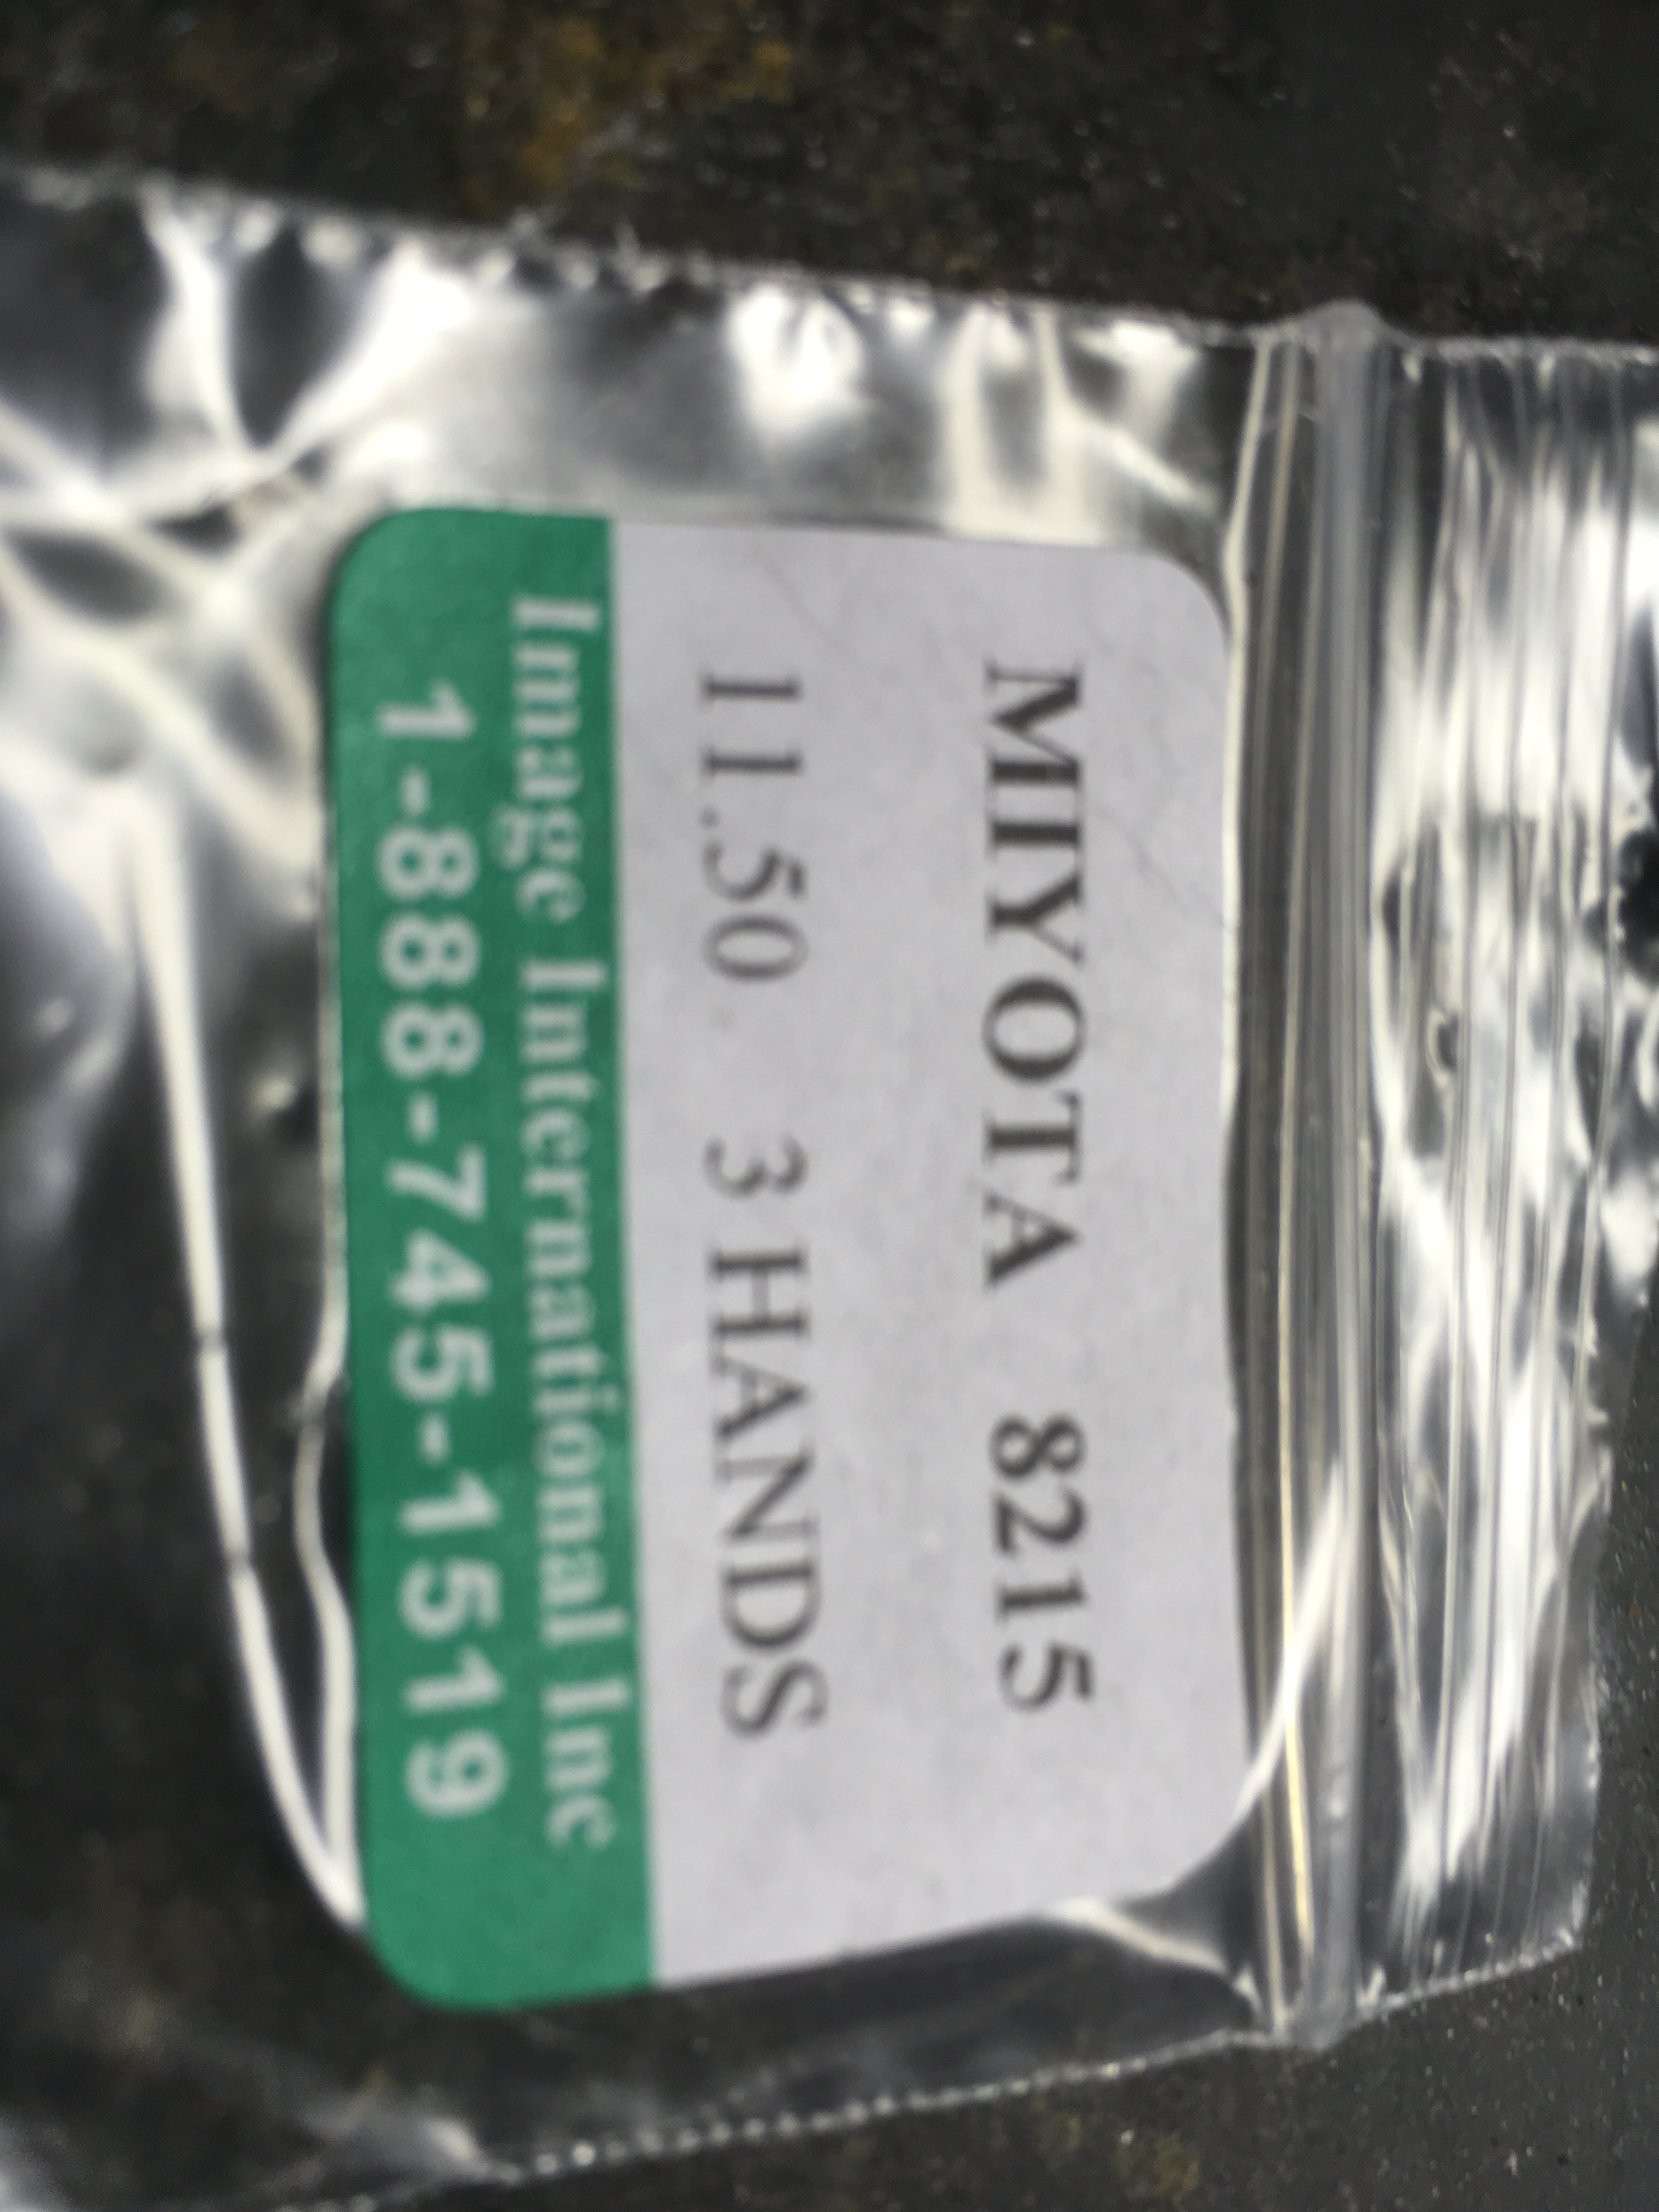 MIYOTA 8215
11.50 3 HANDS
Image International Inc
1-888-745-1519